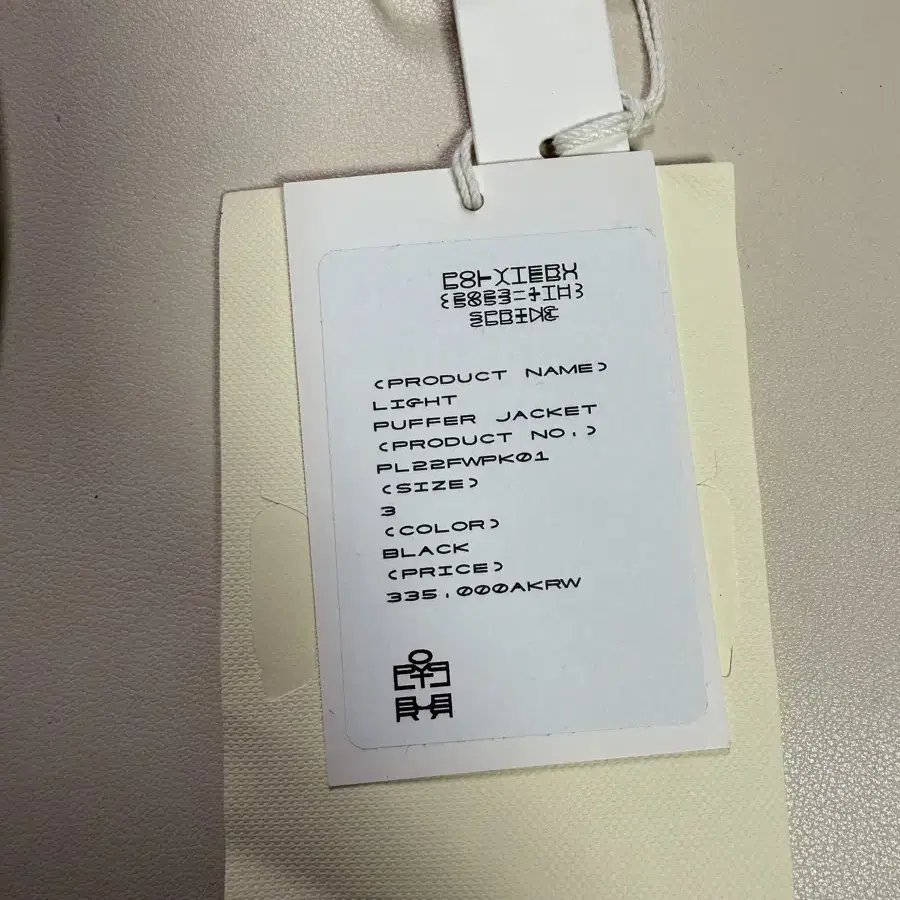 (PRODUCT NAME)
LIGHT
PUFFER JACKET
(PRODUCT NO.)
PL22FWPK01
(SIZE)
3
(COLOR)
BLACK
(PRICE)
335,000AKRW